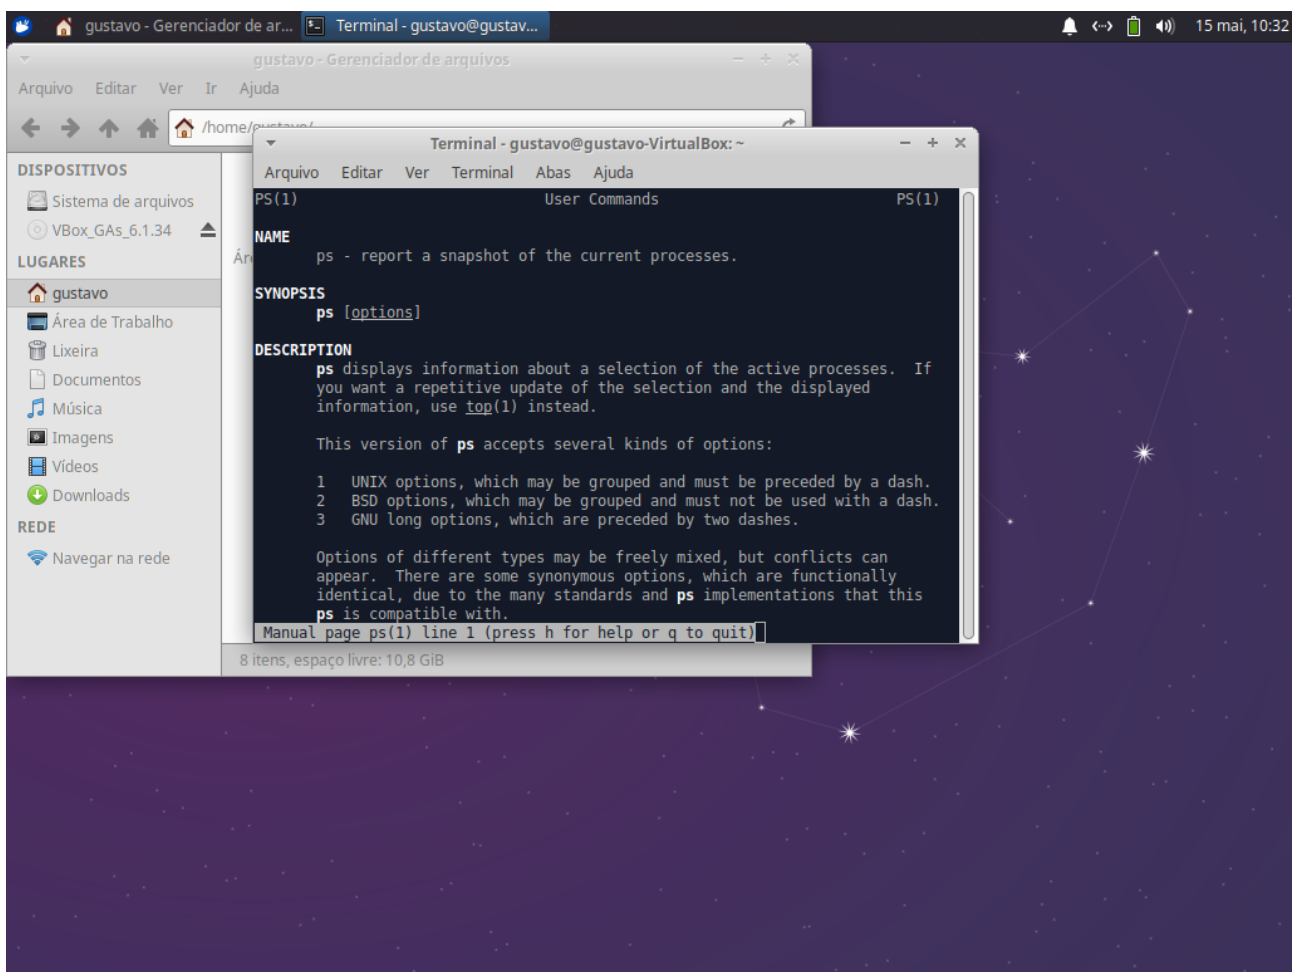 gustavo - Gerenciador de ar...
Terminal - gustavo@gustav...
15 mai, 10:32
gustavo - Gerenciador de arquivos
Arquivo Editar Ver Ir Ajuda
/home/gustavo/
DISPOSITIVOS
Sistema de arquivos
VBox_GAs_6.1.34
LUGARES
gustavo
Área de Trabalho
Lixeira
Documentos
Música
Imagens
Vídeos
Downloads
REDE
Navegar na rede
8 itens, espaço livre: 10,8 GiB
Terminal - gustavo@gustavo-VirtualBox: ~
Arquivo Editar Ver Terminal Abas Ajuda
PS(1) User Commands PS(1)
NAME
ps - report a snapshot of the current processes.
SYNOPSIS
ps [options]
DESCRIPTION
ps displays information about a selection of the active processes. If
you want a repetitive update of the selection and the displayed
information, use top(1) instead.
This version of ps accepts several kinds of options:
1 UNIX options, which may be grouped and must be preceded by a dash.
2 BSD options, which may be grouped and must not be used with a dash.
3 GNU long options, which are preceded by two dashes.
Options of different types may be freely mixed, but conflicts can
appear. There are some synonymous options, which are functionally
identical, due to the many standards and ps implementations that this
ps is compatible with.
Manual page ps(1) line 1 (press h for help or q to quit)